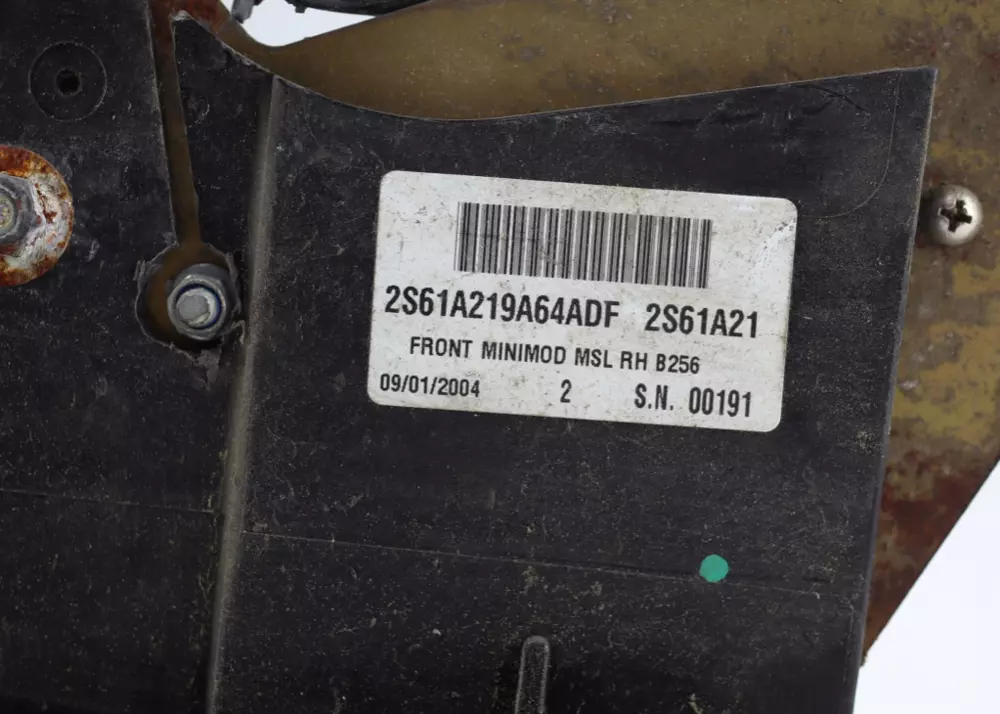 2S61A219A64ADF 2S61A21
FRONT MINIMOD MSL RH B256
09/01/2004 2 S.N. 00191